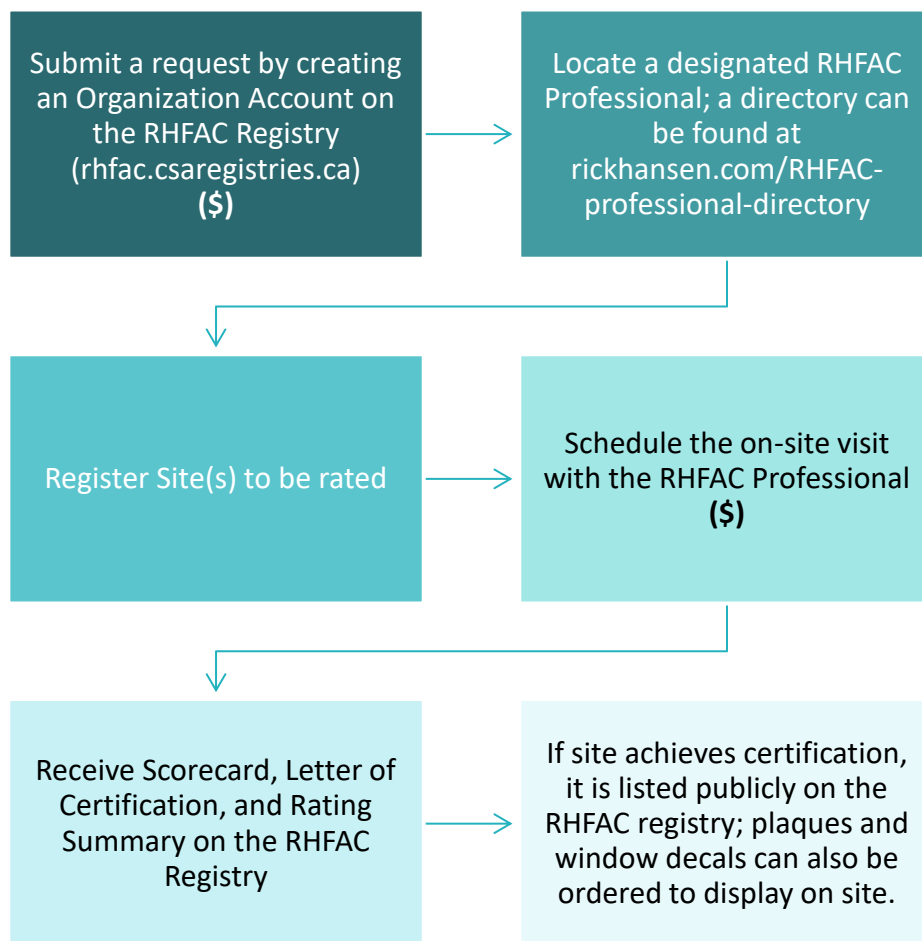 Submit a request by creating
an Organization Account on
the RHFAC Registry
(rhfac.csaregistries.ca)
($)
Locate a designated RHFAC
Professional; a directory can
be found at
rickhansen.com/RHFAC-
professional-directory
Register Site(s) to be rated
Schedule the on-site visit
with the RHFAC Professional
($)
Receive Scorecard, Letter of
Certification, and Rating
Summary on the RHFAC
Registry
If site achieves certification,
it is listed publicly on the
RHFAC registry; plaques and
window decals can also be
ordered to display on site.